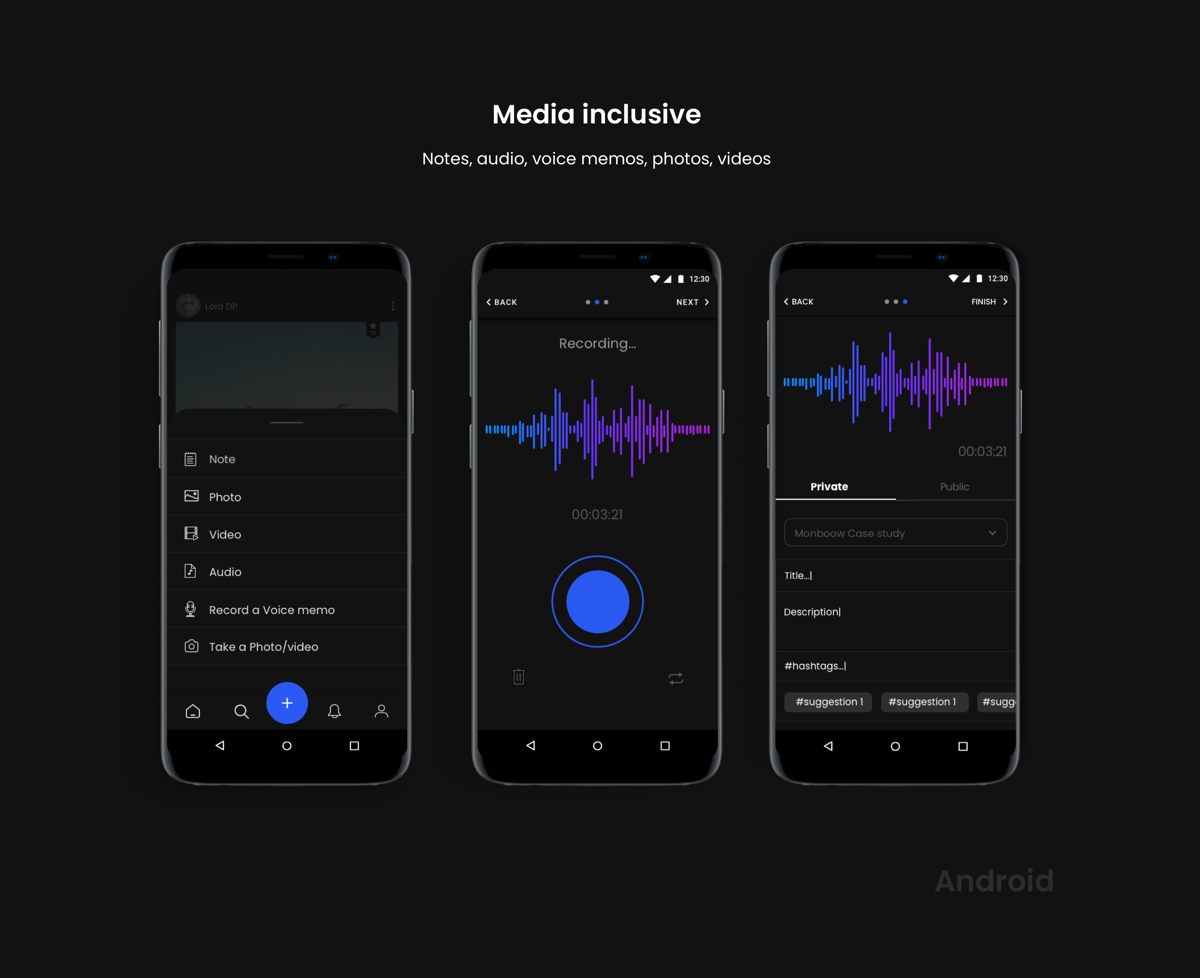 Media inclusive
Notes, audio, voice memos, photos, videos
Lola DP
Note
Photo
Video
Audio
Record a Voice memo
Take a Photo/video
12:30
BACK
NEXT
Recording...
00:03:21
12:30
BACK
FINISH
00:03:21
Private Public
Monboow Case study
Title...|
Description|
#hashtags...|
#suggestion 1 #suggestion 1 #sugg
Android